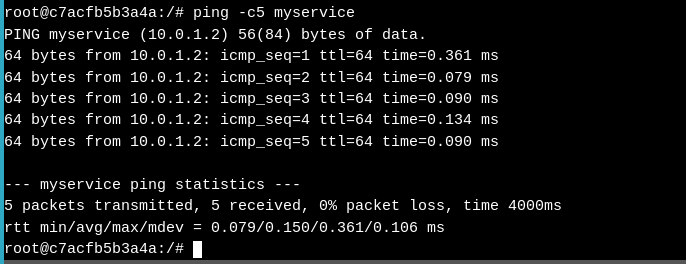 root@c7acfb5b3a4a:/# ping -c5 myservice
PING myservice (10.0.1.2) 56(84) bytes of data.
64 bytes from 10.0.1.2: icmp_seq=1 ttl=64 time=0.361 ms
64 bytes from 10.0.1.2: icmp_seq=2 ttl=64 time=0.079 ms
64 bytes from 10.0.1.2: icmp_seq=3 ttl=64 time=0.090 ms
64 bytes from 10.0.1.2: icmp_seq=4 ttl=64 time=0.134 ms
64 bytes from 10.0.1.2: icmp_seq=5 ttl=64 time=0.090 ms

--- myservice ping statistics ---
5 packets transmitted, 5 received, 0% packet loss, time 4000ms
rtt min/avg/max/mdev = 0.079/0.150/0.361/0.106 ms
root@c7acfb5b3a4a:/#